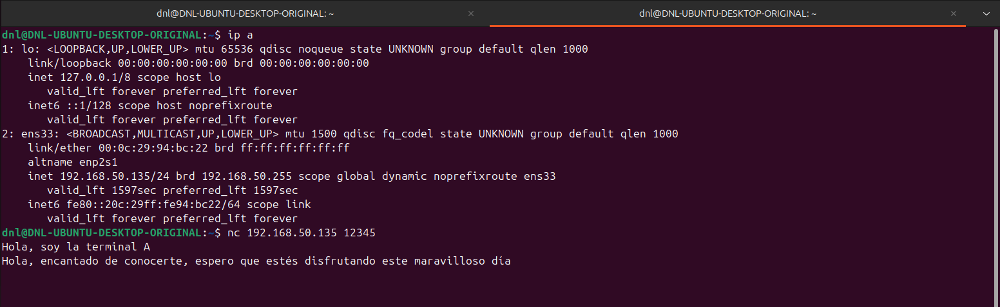 dnl@DNL-UBUNTU-DESKTOP-ORIGINAL: ~ × dnl@DNL-UBUNTU-DESKTOP-ORIGINAL: ~ ×
dnl@DNL-UBUNTU-DESKTOP-ORIGINAL:~$ ip a
1: lo: <LOOPBACK,UP,LOWER_UP> mtu 65536 qdisc noqueue state UNKNOWN group default qlen 1000
    link/loopback 00:00:00:00:00:00 brd 00:00:00:00:00:00
    inet 127.0.0.1/8 scope host lo
       valid_lft forever preferred_lft forever
    inet6 ::1/128 scope host noprefixroute
       valid_lft forever preferred_lft forever
2: ens33: <BROADCAST,MULTICAST,UP,LOWER_UP> mtu 1500 qdisc fq_codel state UNKNOWN group default qlen 1000
    link/ether 00:0c:29:94:bc:22 brd ff:ff:ff:ff:ff:ff
    altname enp2s1
    inet 192.168.50.135/24 brd 192.168.50.255 scope global dynamic noprefixroute ens33
       valid_lft 1597sec preferred_lft 1597sec
    inet6 fe80::20c:29ff:fe94:bc22/64 scope link
       valid_lft forever preferred_lft forever
dnl@DNL-UBUNTU-DESKTOP-ORIGINAL:~$ nc 192.168.50.135 12345
Hola, soy la terminal A
Hola, encantado de conocerte, espero que estés disfrutando este maravilloso día